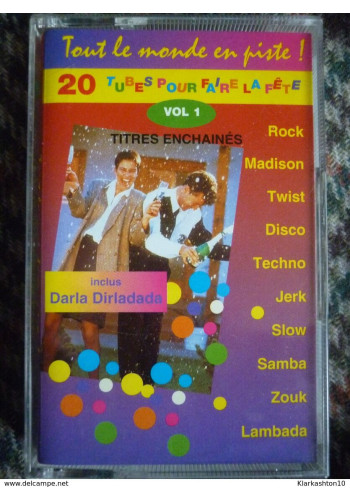 Tout le monde en piste !
20 TUBES POUR FAIRE LA FÊTE
VOL 1
TITRES ENCHAINÉS
Rock
Madison
Twist
Disco
Techno
Jerk
Slow
Samba
Zouk
Lambada
inclus
Darla Dirladada
delcampe.net
Klarkashton10